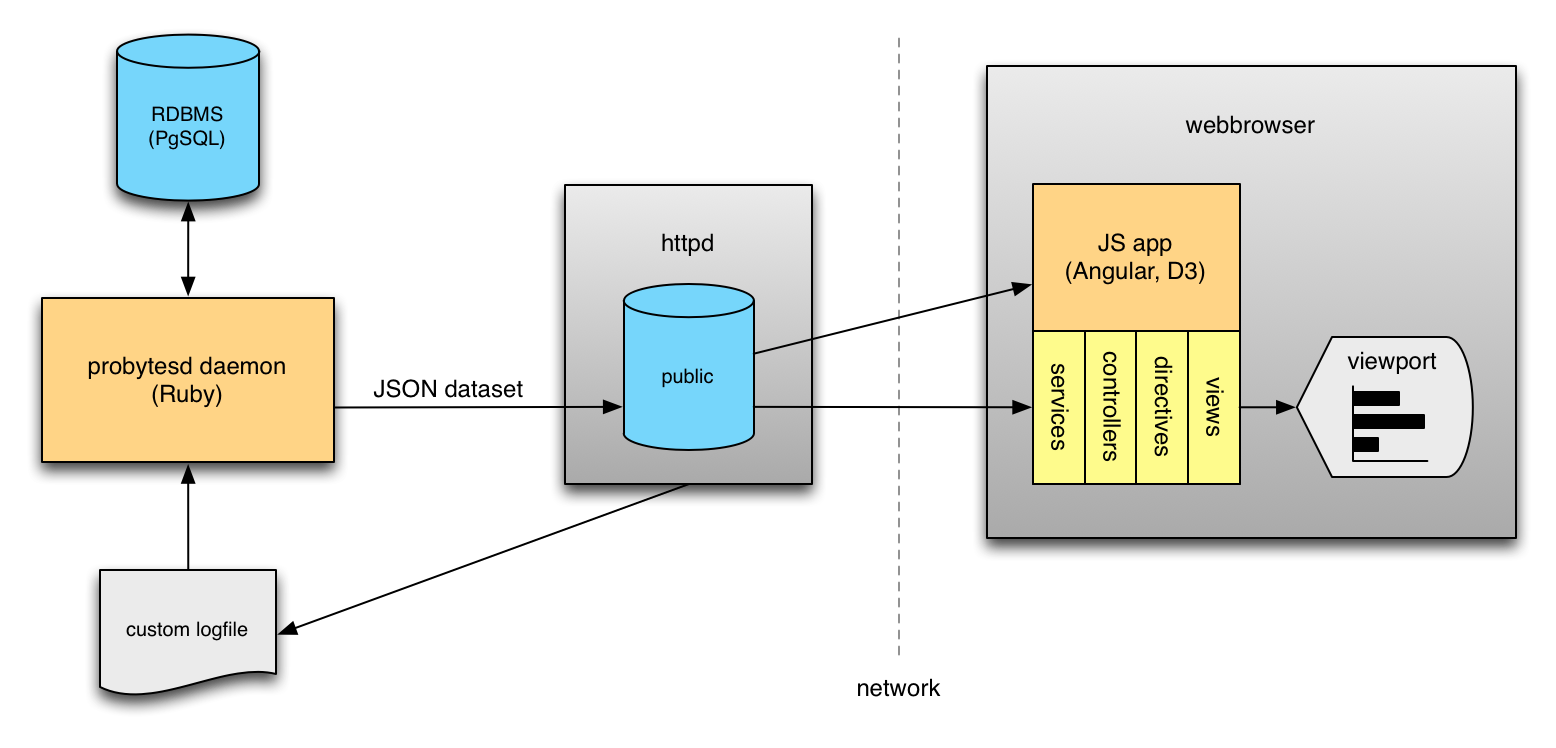 RDBMS
(PgSQL)
probytesd daemon
(Ruby)
custom logfile
JSON dataset
httpd
public
network
webbrowser
JS app
(Angular, D3)
services
controllers
directives
views
viewport